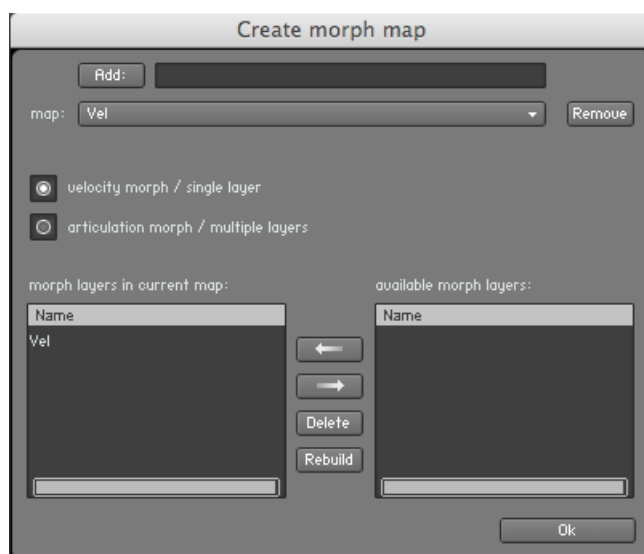 Create morph map
Add:
map: Vel Remove
velocity morph / single layer
articulation morph / multiple layers
morph layers in current map: available morph layers:
Name Name
Vel
Delete
Rebuild
Ok